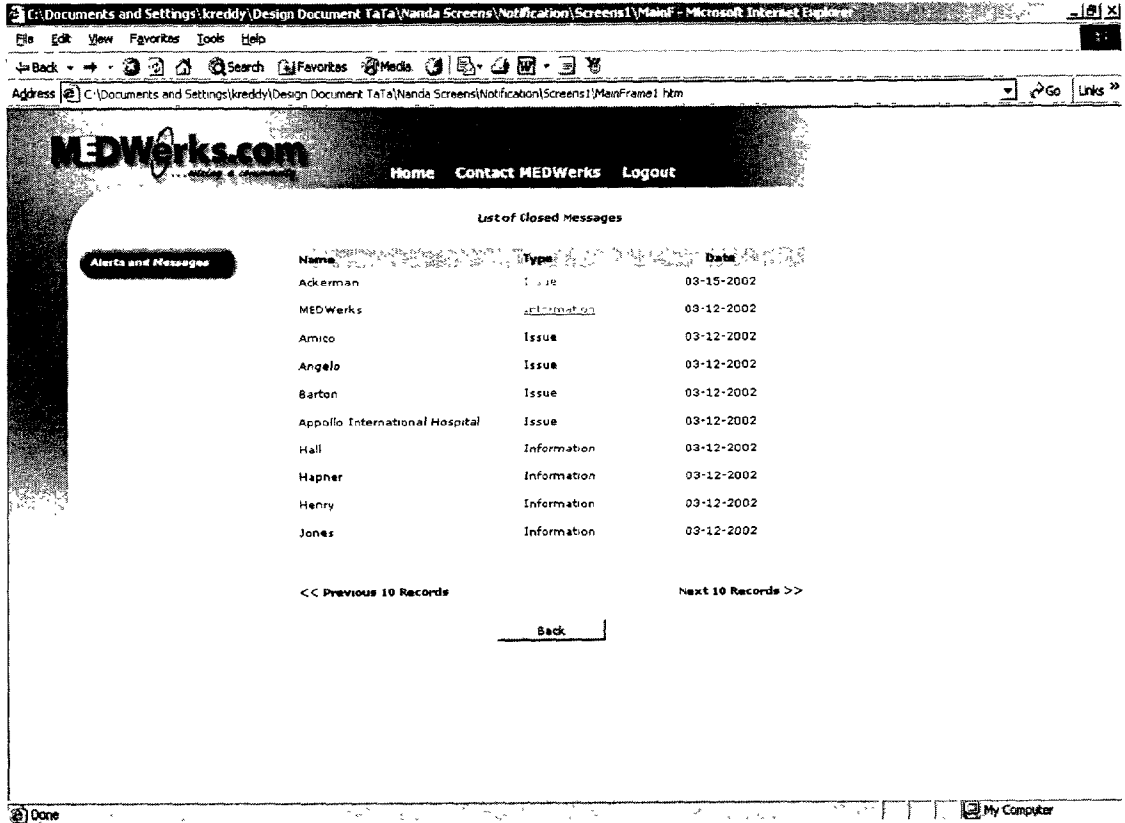 C:\Documents and Settings\kreddy\Design Document TaTa\Nanda Screens\Notification\Screens1\MainF - Microsoft Internet Explorer
File Edit View Favorites Tools Help
Back Search Favorites Media
Address C:\Documents and Settings\kreddy\Design Document TaTa\Nanda Screens\Notification\Screens1\MainFrame1 htm Go Links »
MEDWerks.com
... a community
Home Contact MEDWerks Logout
List of Closed Messages
Alerts and Messages
Name Type Date
Ackerman Issue 03-15-2002
MEDWerks Information 03-12-2002
Amico Issue 03-12-2002
Angelo Issue 03-12-2002
Barton Issue 03-12-2002
Appollo International Hospital Issue 03-12-2002
Hall Information 03-12-2002
Hapner Information 03-12-2002
Henry Information 03-12-2002
Jones Information 03-12-2002
<< Previous 10 Records Next 10 Records >>
Back
Done My Computer